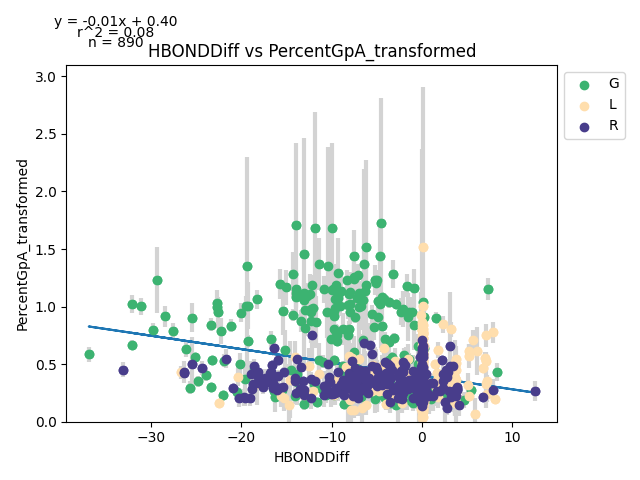 y = -0.01x + 0.40
r^2 = 0.08
n = 890
HBONDDiff vs PercentGpA_transformed
G
L
R
PercentGpA_transformed
3.0
2.5
2.0
1.5
1.0
0.5
0.0
−30
−20
−10
0
10
HBONDDiff